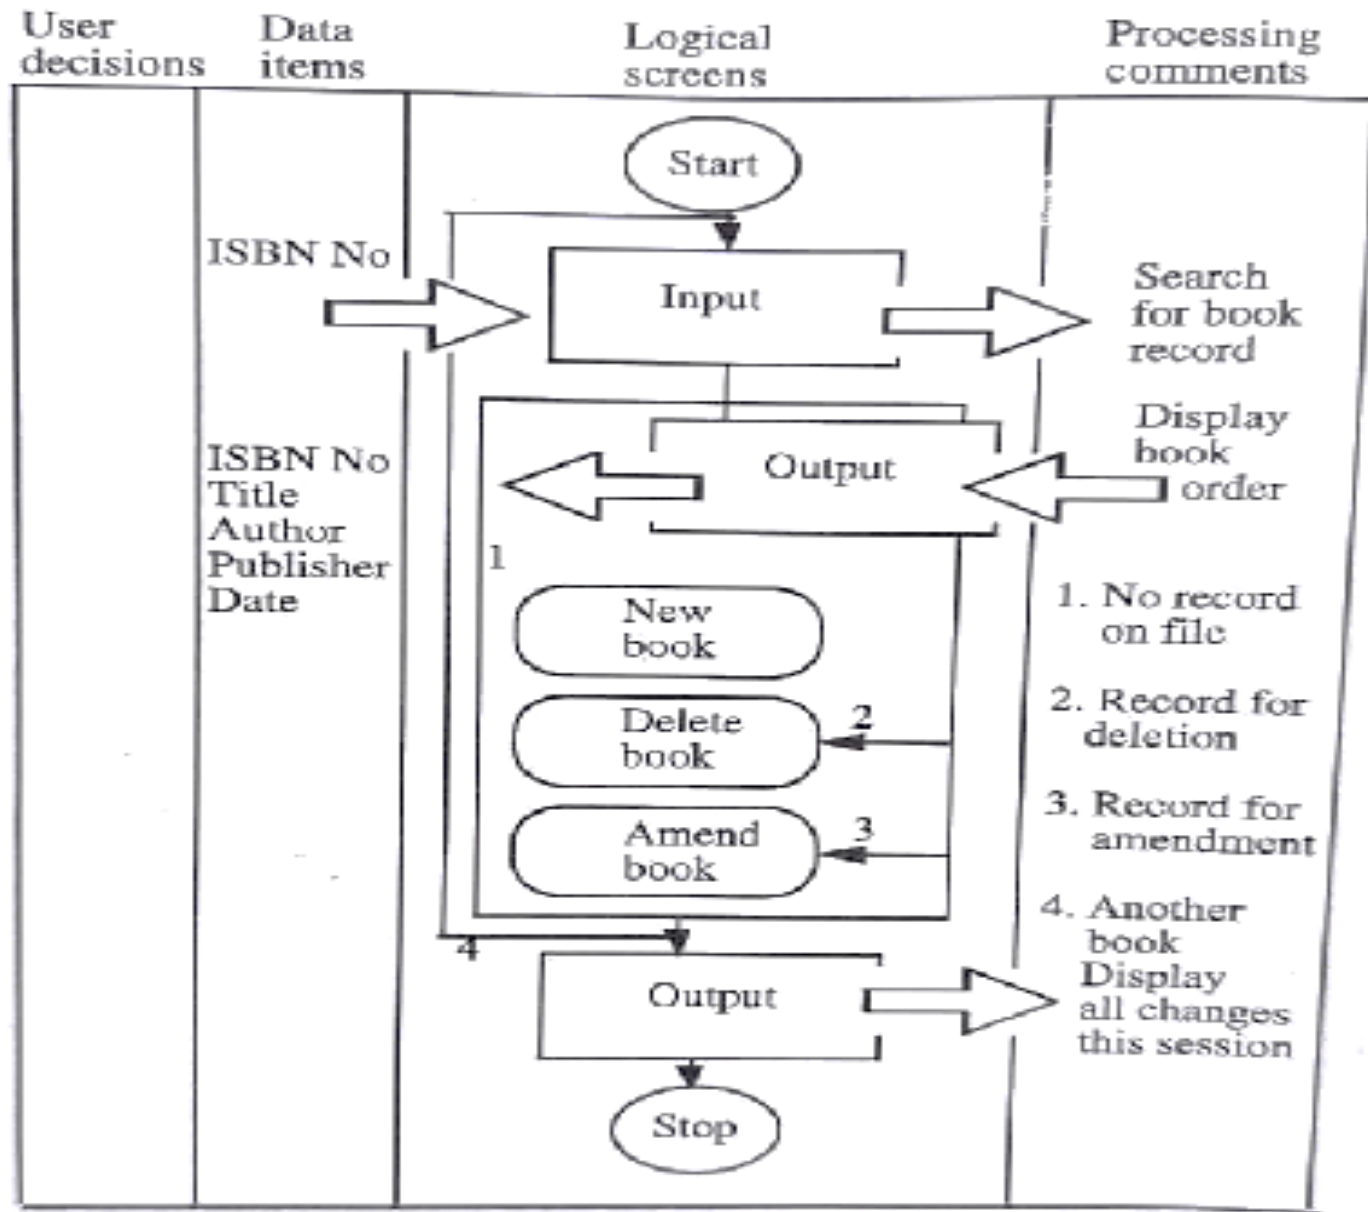 User
decisions
Data
items
Logical
screens
Processing
comments
Start
ISBN No
Input
Search
for book
record
ISBN No
Title
Author
Publisher
Date
Output
Display
book
order
1
New
book
1. No record
on file
Delete
book
2
2. Record for
deletion
Amend
book
3
3. Record for
amendment
4
4. Another
book
Output
Display
all changes
this session
Stop